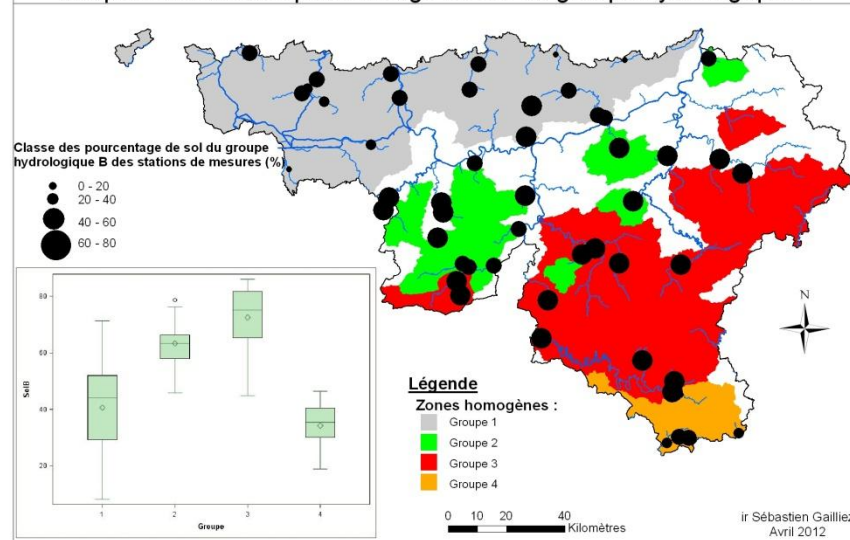 Classe des pourcentage de sol du groupe
hydrologique B des stations de mesures (%)
0 - 20
20 - 40
40 - 60
60 - 80
N
SolB
80
60
40
20
1
2
3
4
Groupe
Légende
Zones homogènes :
Groupe 1
Groupe 2
Groupe 3
Groupe 4
0 10 20 40
Kilomètres
ir Sébastien Gailliez
Avril 2012